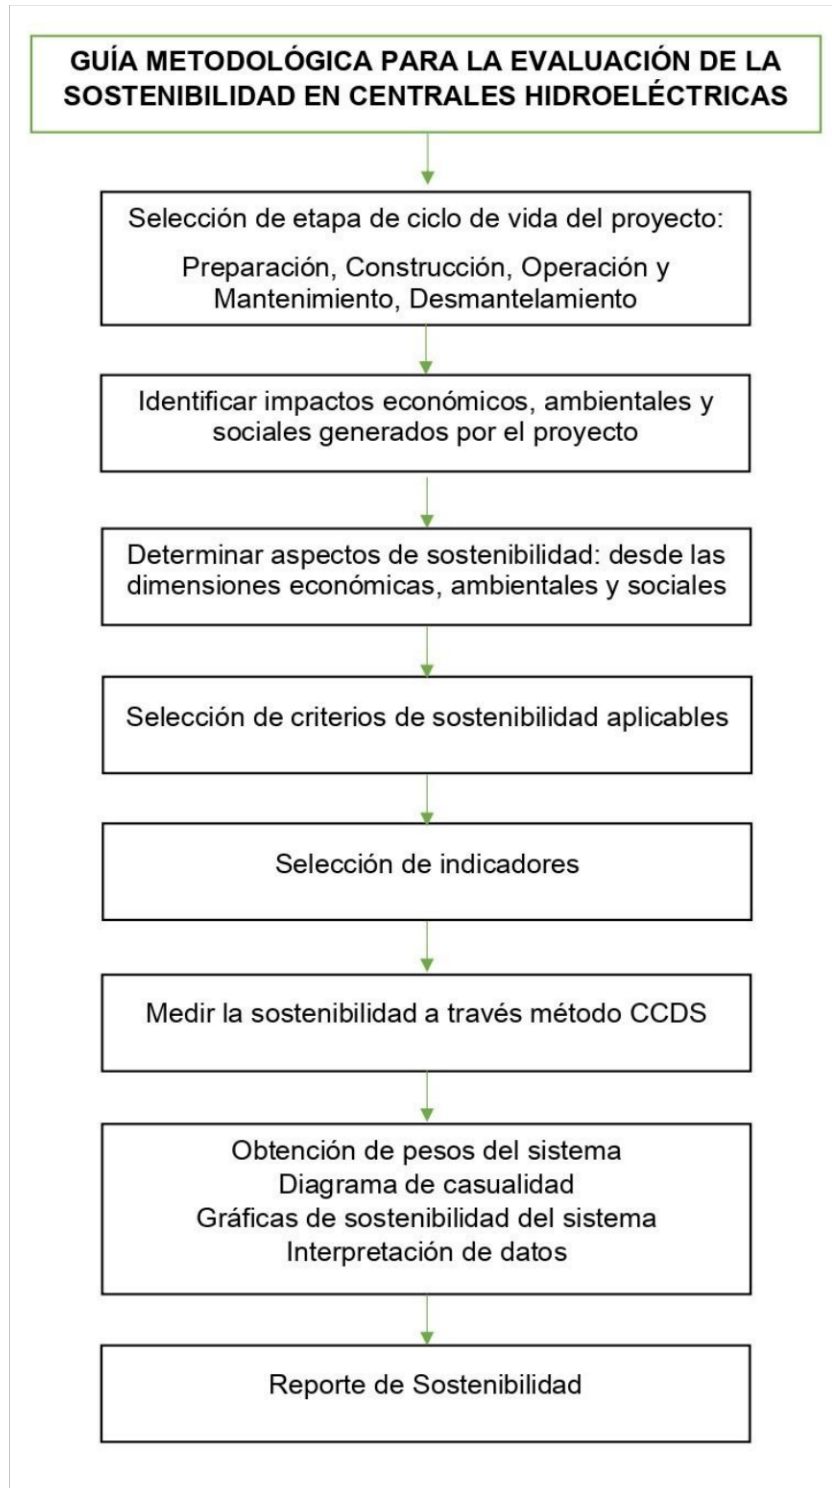 GUÍA METODOLÓGICA PARA LA EVALUACIÓN DE LA
SOSTENIBILIDAD EN CENTRALES HIDROELÉCTRICAS
Selección de etapa de ciclo de vida del proyecto:
Preparación, Construcción, Operación y
Mantenimiento, Desmantelamiento
Identificar impactos económicos, ambientales y
sociales generados por el proyecto
Determinar aspectos de sostenibilidad: desde las
dimensiones económicas, ambientales y sociales
Selección de criterios de sostenibilidad aplicables
Selección de indicadores
Medir la sostenibilidad a través método CCDS
Obtención de pesos del sistema
Diagrama de casualidad
Gráficas de sostenibilidad del sistema
Interpretación de datos
Reporte de Sostenibilidad